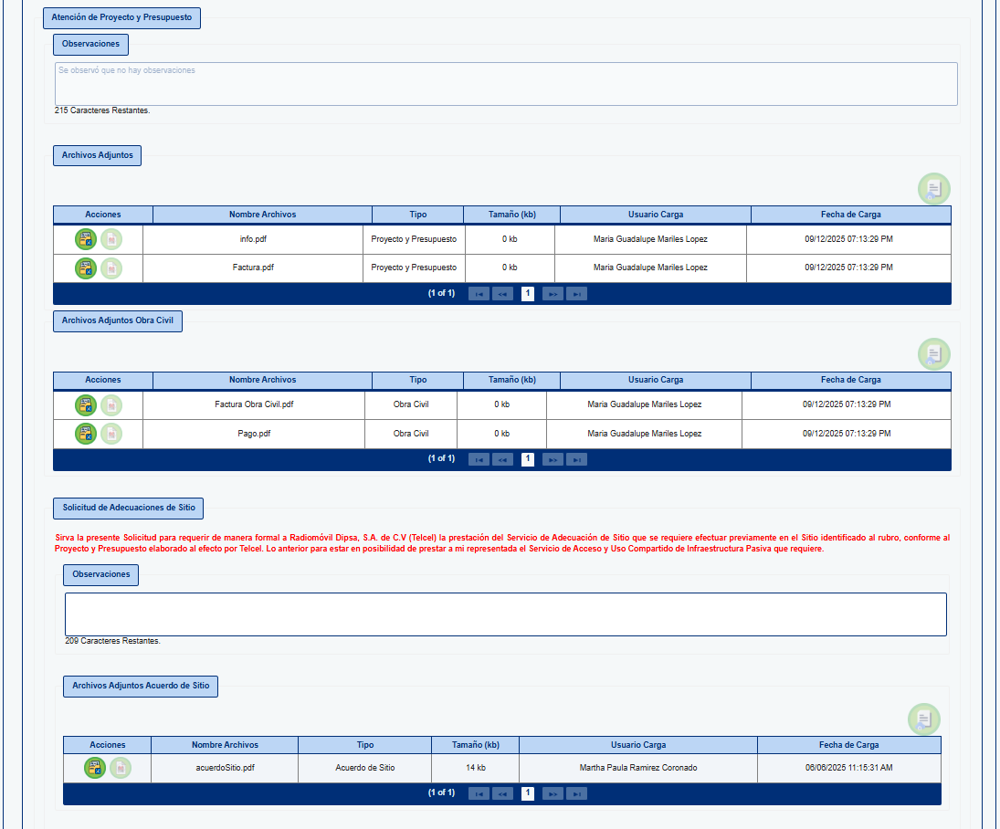 Atención de Proyecto y Presupuesto
Observaciones
Se observó que no hay observaciones
215 Caracteres Restantes.
Archivos Adjuntos
Acciones Nombre Archivos Tipo Tamaño (kb) Usuario Carga Fecha de Carga
info.pdf Proyecto y Presupuesto 0 kb Maria Guadalupe Mariles Lopez 09/12/2025 07:13:29 PM
Factura.pdf Proyecto y Presupuesto 0 kb Maria Guadalupe Mariles Lopez 09/12/2025 07:13:29 PM
(1 of 1) 1
Archivos Adjuntos Obra Civil
Acciones Nombre Archivos Tipo Tamaño (kb) Usuario Carga Fecha de Carga
Factura Obra Civil.pdf Obra Civil 0 kb Maria Guadalupe Mariles Lopez 09/12/2025 07:13:29 PM
Pago.pdf Obra Civil 0 kb Maria Guadalupe Mariles Lopez 09/12/2025 07:13:29 PM
(1 of 1) 1
Solicitud de Adecuaciones de Sitio
Sirva la presente Solicitud para requerir de manera formal a Radiomóvil Dipsa, S.A. de C.V (Telcel) la prestación del Servicio de Adecuación de Sitio que se requiere efectuar previamente en el Sitio identificado al rubro, conforme al
Proyecto y Presupuesto elaborado al efecto por Telcel. Lo anterior para estar en posibilidad de prestar a mi representada el Servicio de Acceso y Uso Compartido de Infraestructura Pasiva que requiere.
Observaciones
209 Caracteres Restantes.
Archivos Adjuntos Acuerdo de Sitio
Acciones Nombre Archivos Tipo Tamaño (kb) Usuario Carga Fecha de Carga
acuerdoSitio.pdf Acuerdo de Sitio 14 kb Martha Paula Ramirez Coronado 06/06/2025 11:15:31 AM
(1 of 1) 1